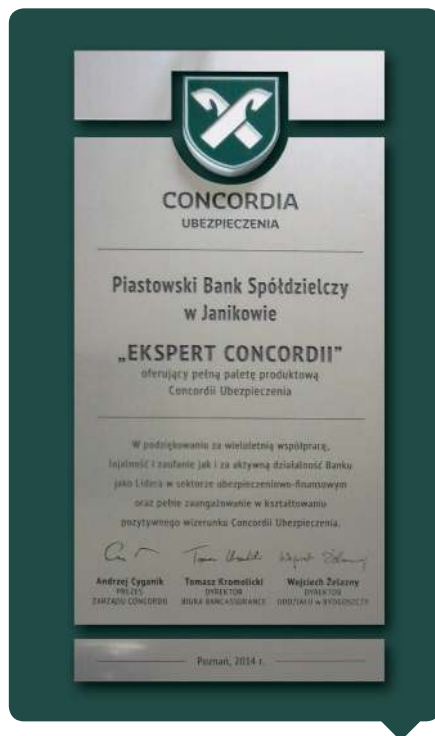 CONCORDIA
UBEZPIECZENIA
Piastowski Bank Spółdzielczy
w Janikowie
„EKSPERT CONCORDII”
oferujący pełną paletę produktową
Concordii Ubezpieczenia
W podziękowaniu za wieloletnią współpracę,
lojalność i zaufanie jak i za aktywną działalność Banku
jako Lidera w sektorze ubezpieczeniowo-finansowym
oraz pełne zaangażowanie w kształtowaniu
pozytywnego wizerunku Concordii Ubezpieczenia.
Andrzej Cyganik Tomasz Kromolicki Wojciech Żelazny
PREZES DYREKTOR DYREKTOR
ZARZĄDU CONCORDII BIURA BANCASSURANCE ODDZIAŁU w BYDGOSZCZY
Poznań, 2014 r.